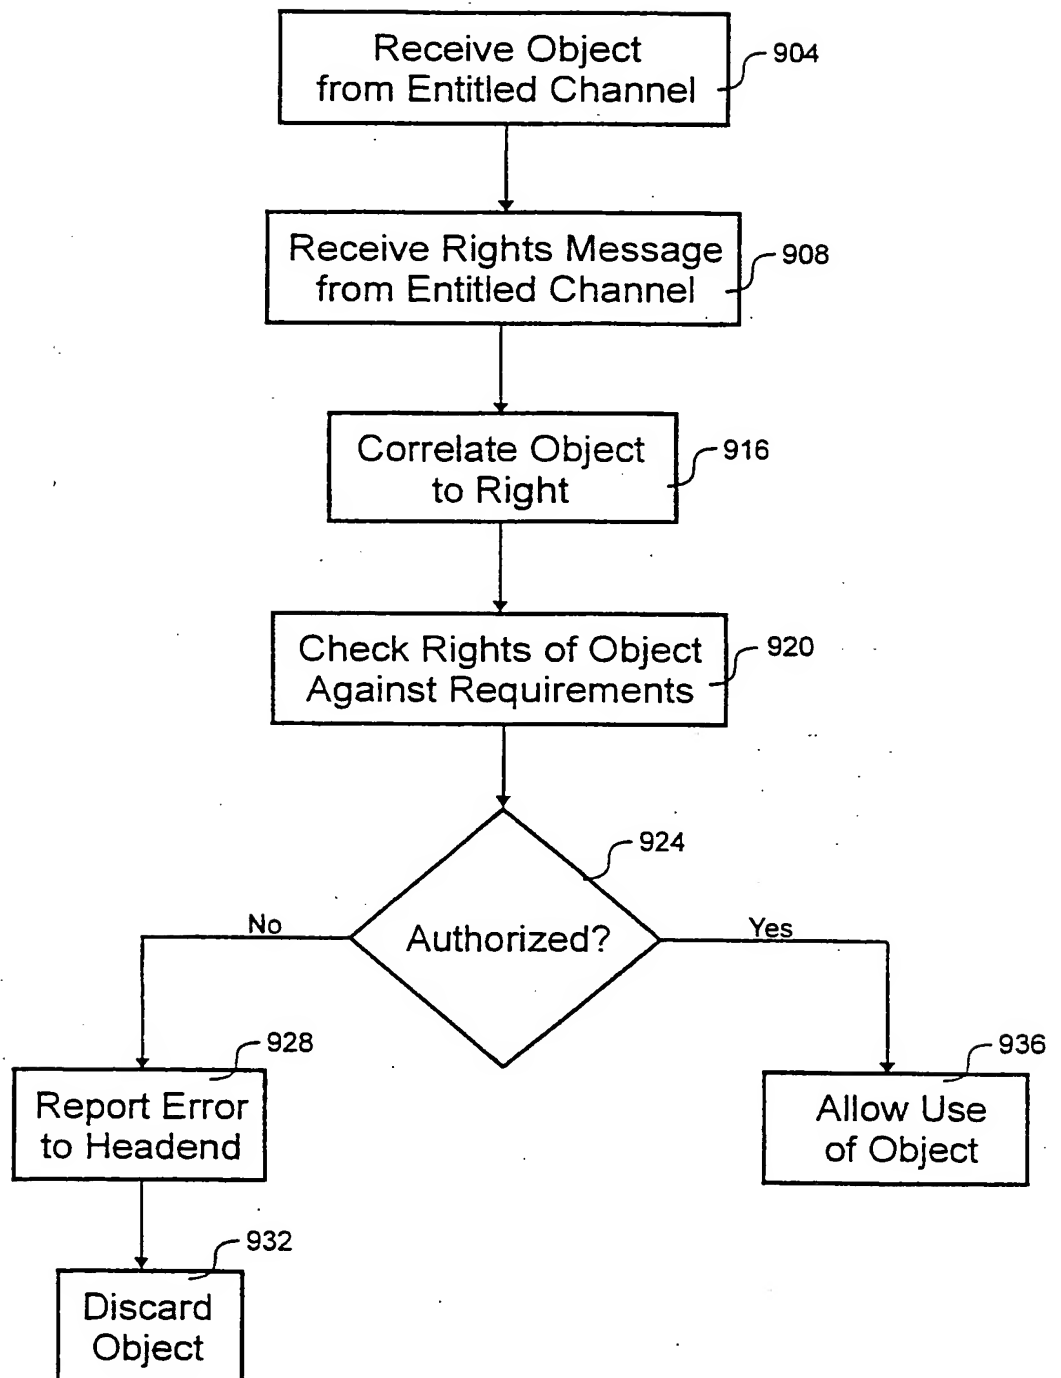 Receive Object
from Entitled Channel
904
Receive Rights Message
from Entitled Channel
908
Correlate Object
to Right
916
Check Rights of Object
Against Requirements
920
924
Authorized?
No
Yes
928
Report Error
to Headend
936
Allow Use
of Object
932
Discard
Object